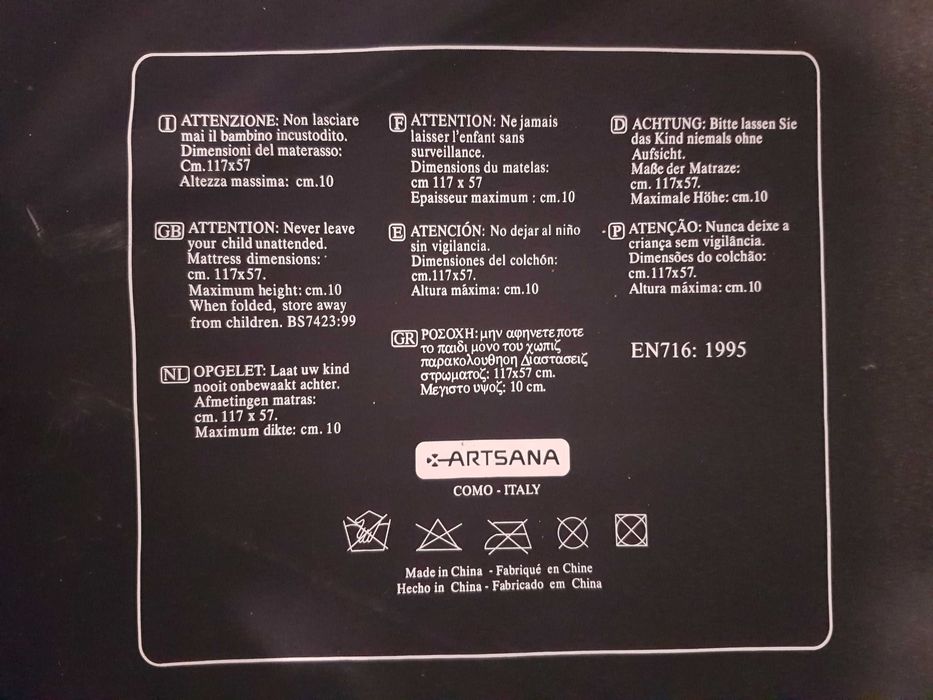 I ATTENZIONE: Non lasciare
mai il bambino incustodito.
Dimensioni del materasso:
Cm.117x57
Altezza massima: cm.10
F ATTENTION: Ne jamais
laisser l'enfant sans
surveillance.
Dimensions du matelas:
cm 117 x 57
Epaisseur maximum : cm.10
D ACHTUNG: Bitte lassen Sie
das Kind niemals ohne
Aufsicht.
Maße der Matraze:
cm. 117x57.
Maximale Höhe: cm.10
GB ATTENTION: Never leave
your child unattended.
Mattress dimensions:
cm. 117x57.
Maximum height: cm.10
When folded, store away
from children. BS7423:99
E ATENCIÓN: No dejar al niño
sin vigilancia.
Dimensiones del colchón:
cm.117x57.
Altura máxima: cm.10
P ATENÇÃO: Nunca deixe a
criança sem vigilância.
Dimensões do colchão:
cm.117x57.
Altura máxima: cm.10
NL OPGELET: Laat uw kind
nooit onbewaakt achter.
Afmetingen matras:
cm. 117 x 57.
Maximum dikte: cm. 10
GR ΡΟΣΟΧΗ: μην αφηνετε ποτε
το παιδι μονο του χωπιζ
παρακολουθηοη Διαστάσειζ
στρωματοζ: 117x57 cm.
Μεγιστο υψοζ: 10 cm.
EN716: 1995
ARTSANA
COMO - ITALY
Made in China - Fabriqué en Chine
Hecho in China - Fabricado em China